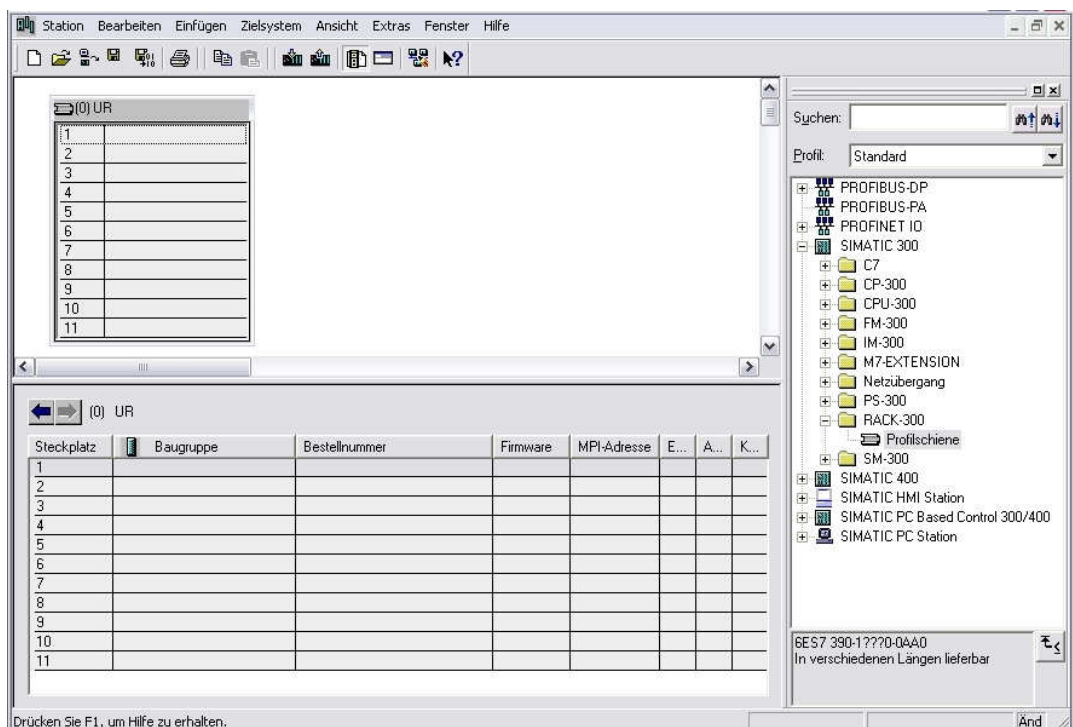 Station Bearbeiten Einfügen Zielsystem Ansicht Extras Fenster Hilfe
(0) UR
1
2
3
4
5
6
7
8
9
10
11
(0) UR
Steckplatz Baugruppe Bestellnummer Firmware MPI-Adresse E... A... K...
1
2
3
4
5
6
7
8
9
10
11
Suchen:
Profil: Standard
PROFIBUS-DP
PROFIBUS-PA
PROFINET IO
SIMATIC 300
C7
CP-300
CPU-300
FM-300
IM-300
M7-EXTENSION
Netzübergang
PS-300
RACK-300
Profilschiene
SM-300
SIMATIC 400
SIMATIC HMI Station
SIMATIC PC Based Control 300/400
SIMATIC PC Station
6ES7 390-1???0-0AA0
In verschiedenen Längen lieferbar
Drücken Sie F1, um Hilfe zu erhalten.
Änd